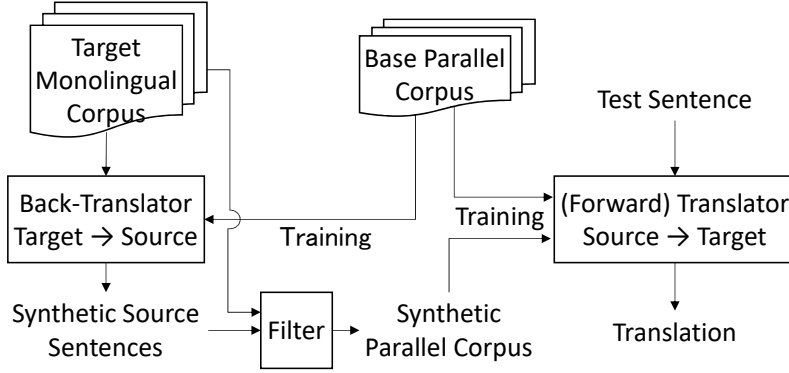 Target
Monolingual
Corpus
Base Parallel
Corpus
Test Sentence
Back-Translator
Target → Source
Training
Training
(Forward) Translator
Source → Target
Synthetic Source
Sentences
Filter
Synthetic
Parallel Corpus
Translation